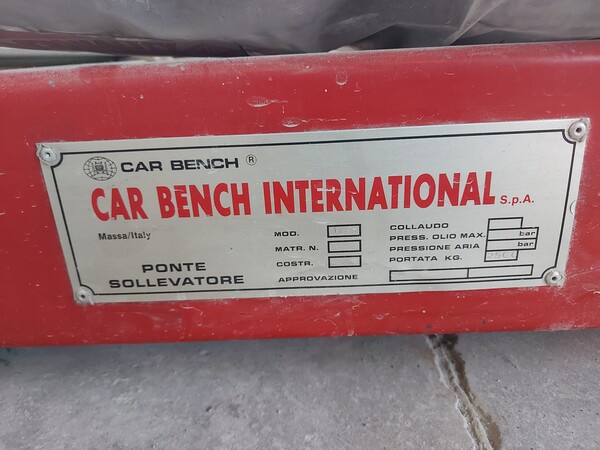 CAR BENCH ®
CAR BENCH INTERNATIONAL S.p.A.
Massa/Italy
PONTE
SOLLEVATORE
MOD.
MATR. N.
COSTR.
APPROVAZIONE
COLLAUDO
PRESS. OLIO MAX. bar
PRESSIONE ARIA bar
PORTATA KG. 2500